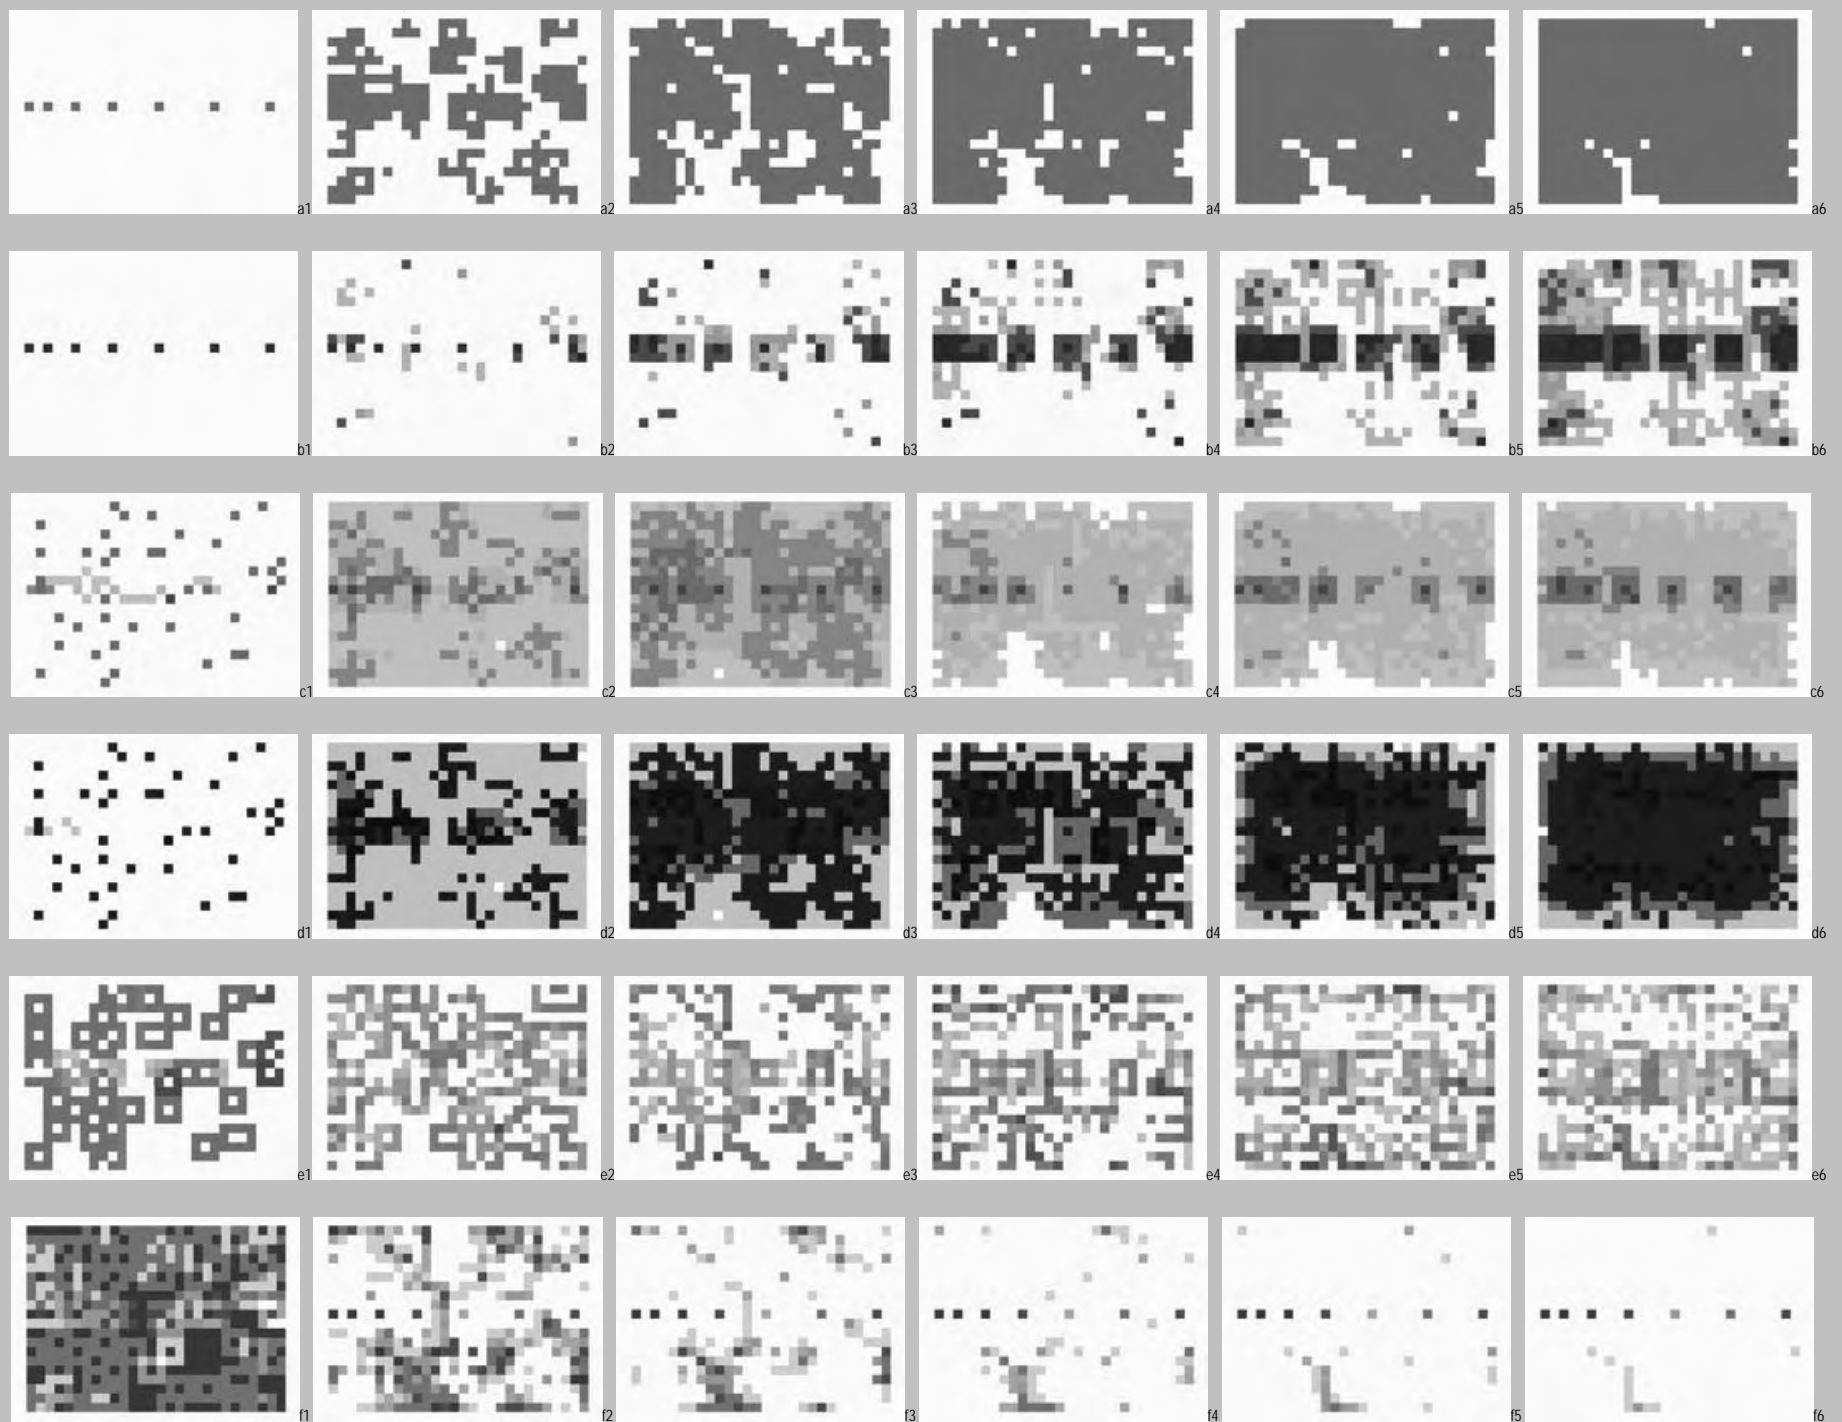 a1 a2 a3 a4 a5 a6
b1 b2 b3 b4 b5 b6
c1 c2 c3 c4 c5 c6
d1 d2 d3 d4 d5 d6
e1 e2 e3 e4 e5 e6
f1 f2 f3 f4 f5 f6